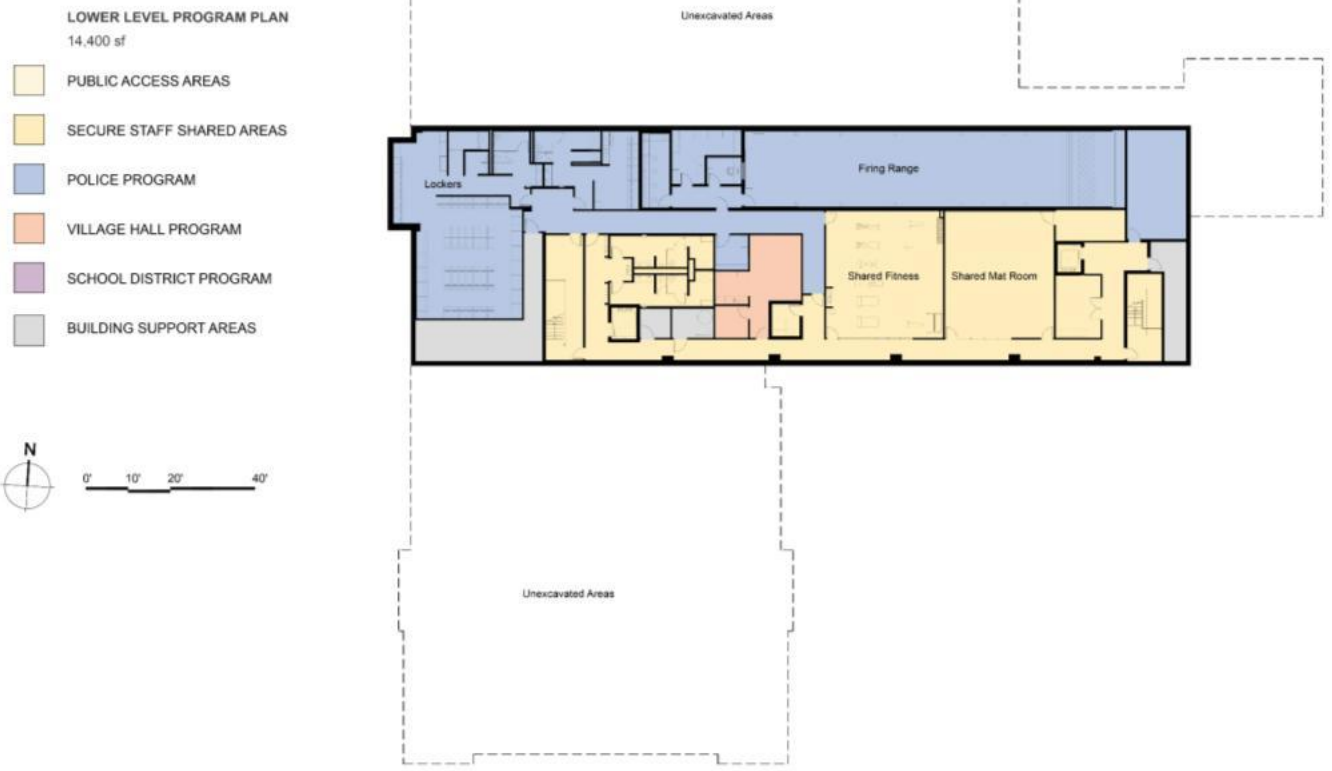 LOWER LEVEL PROGRAM PLAN
14,400 sf
PUBLIC ACCESS AREAS
SECURE STAFF SHARED AREAS
POLICE PROGRAM
VILLAGE HALL PROGRAM
SCHOOL DISTRICT PROGRAM
BUILDING SUPPORT AREAS
N
0' 10' 20' 40'
Unexcavated Areas
Lockers
Firing Range
Shared Fitness
Shared Mat Room
Unexcavated Areas